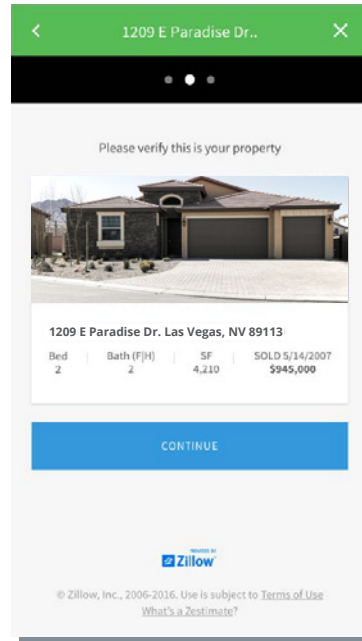 1209 E Paradise Dr..
Please verify this is your property
1209 E Paradise Dr. Las Vegas, NV 89113
Bed | Bath (F|H) | SF | SOLD 5/14/2007
2 2 4,210 $945,000
CONTINUE
POWERED BY
Zillow
© Zillow, Inc., 2006-2016. Use is subject to Terms of Use
What's a Zestimate?